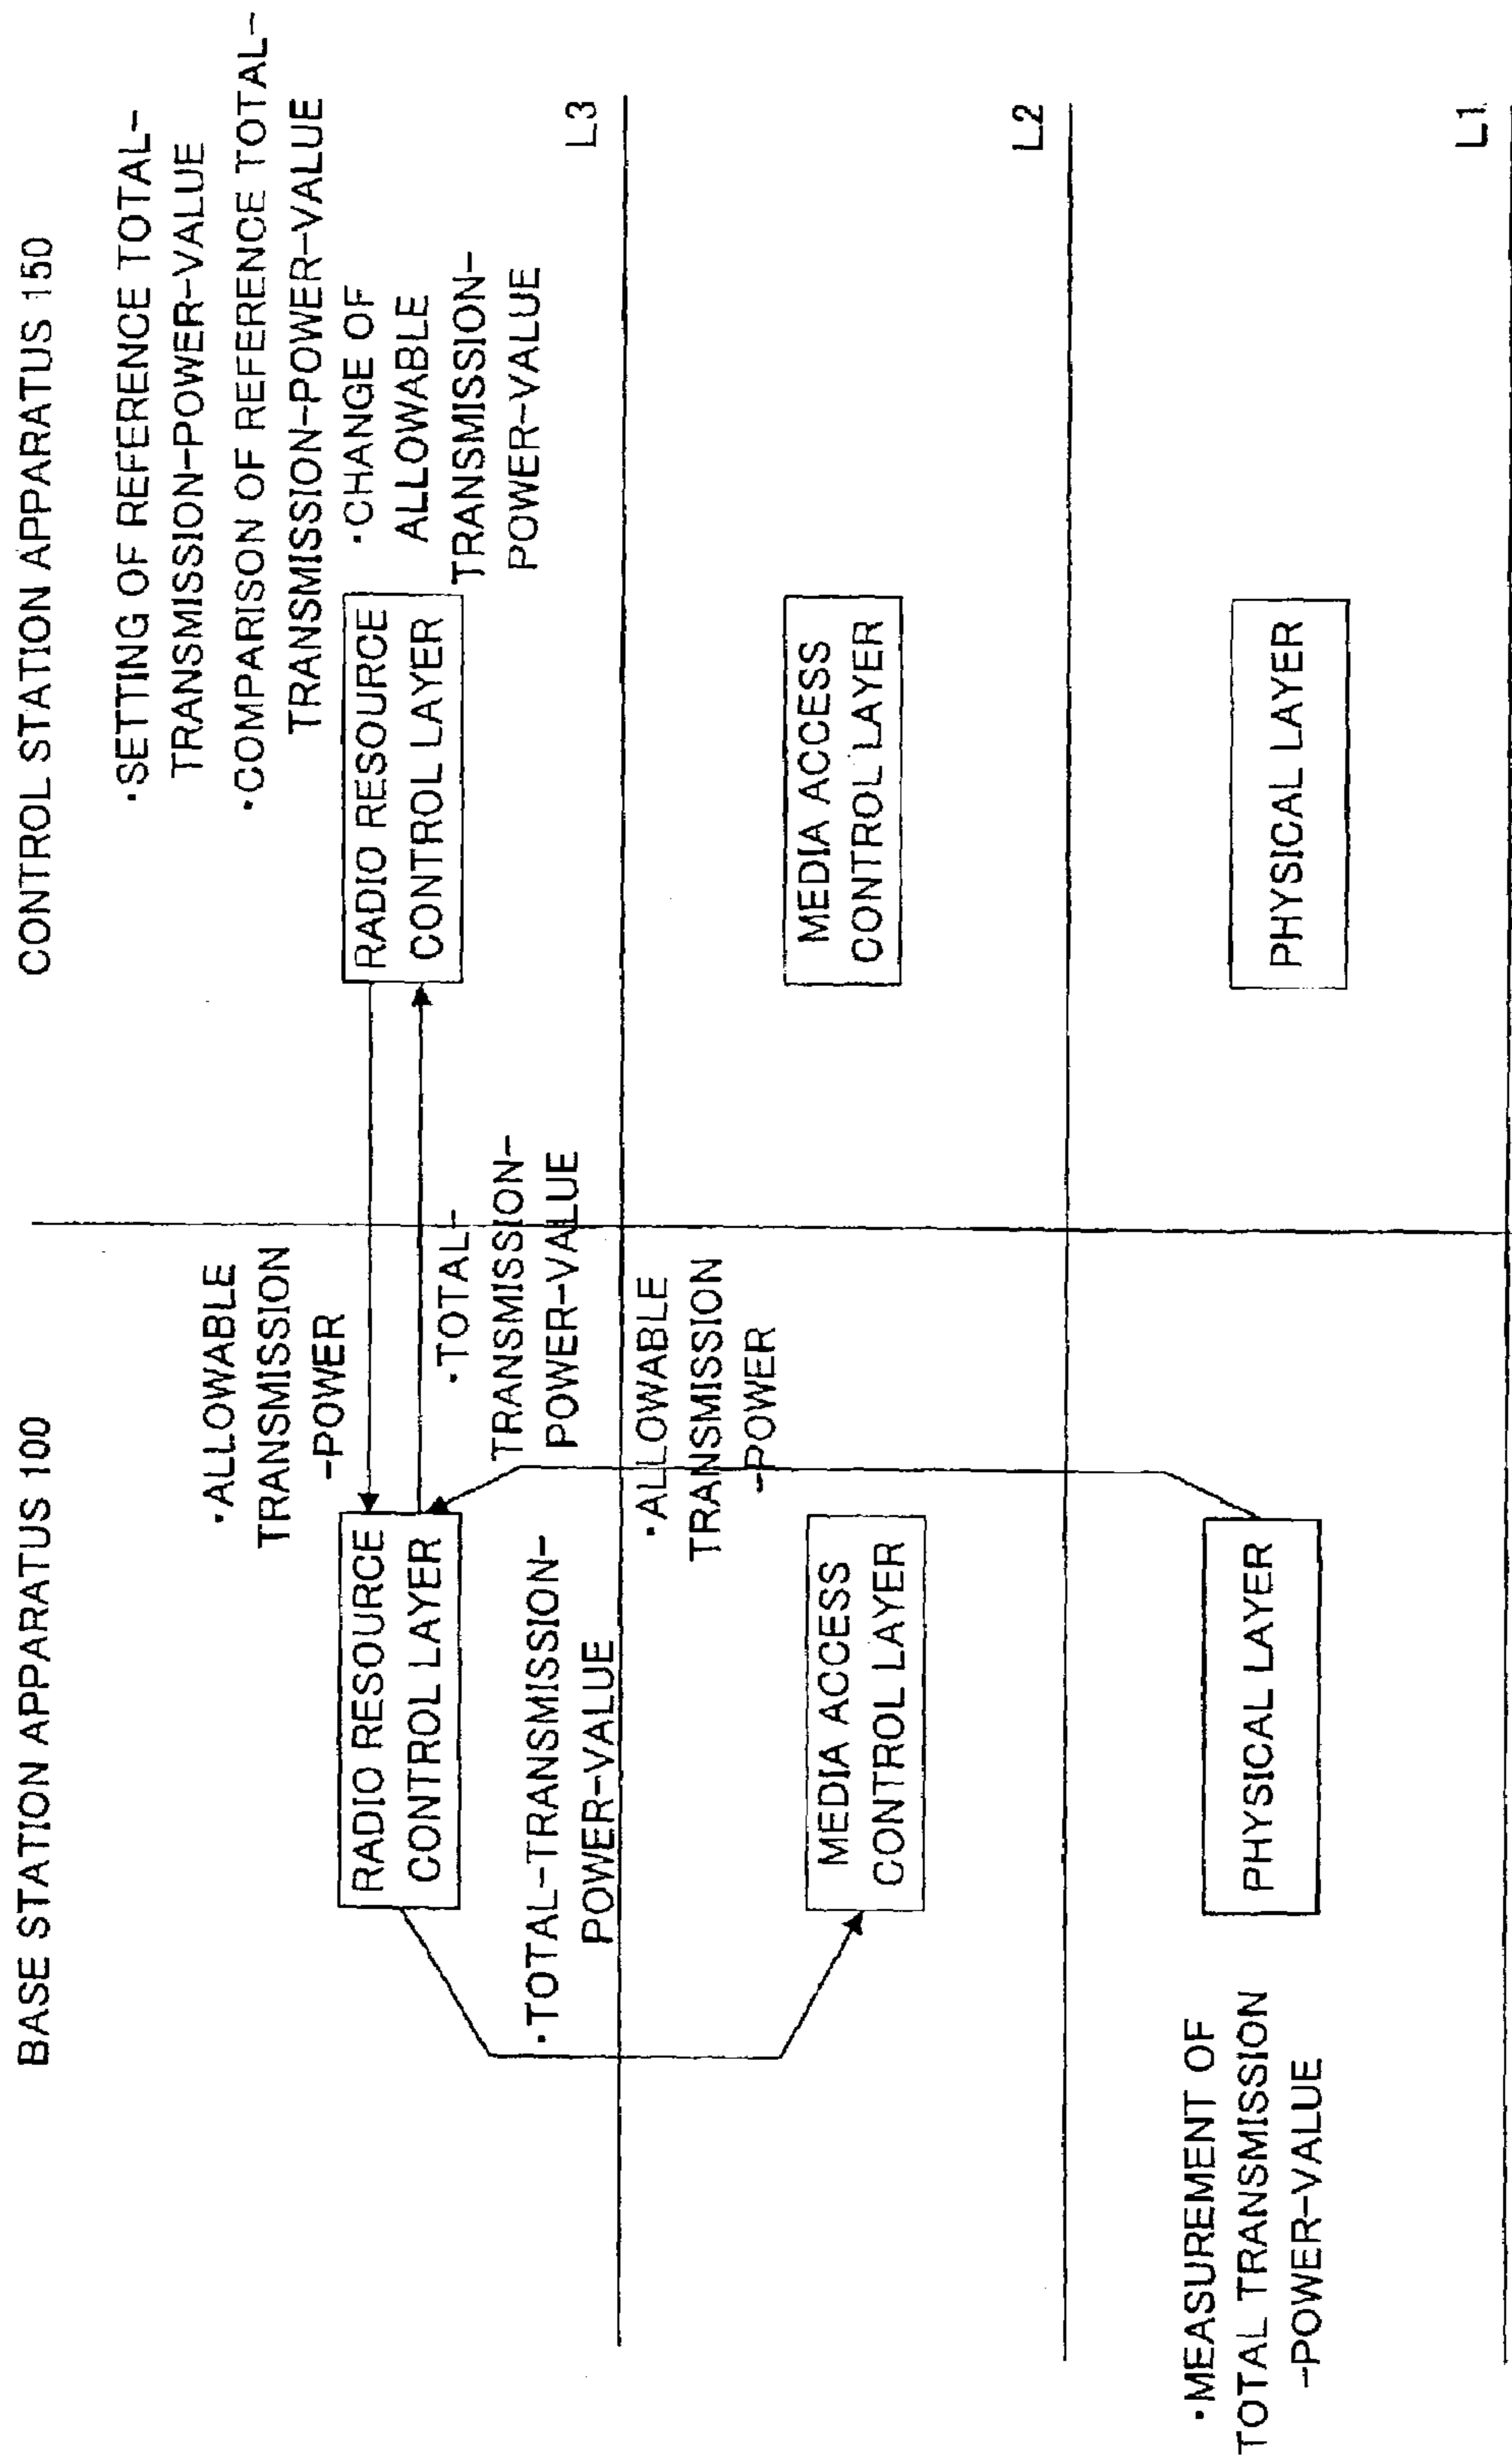 BASE STATION APPARATUS 100
CONTROL STATION APPARATUS 150
·ALLOWABLE
TRANSMISSION
-POWER
·SETTING OF REFERENCE TOTAL-
TRANSMISSION-POWER-VALUE
·COMPARISON OF REFERENCE TOTAL-
TRANSMISSION-POWER-VALUE
·CHANGE OF
ALLOWABLE
TRANSMISSION-
POWER-VALUE
RADIO RESOURCE
CONTROL LAYER
RADIO RESOURCE
CONTROL LAYER
·TOTAL-
TRANSMISSION-
POWER-VALUE
·TOTAL-TRANSMISSION-
POWER-VALUE
L3
·ALLOWABLE
TRANSMISSION
-POWER
MEDIA ACCESS
CONTROL LAYER
MEDIA ACCESS
CONTROL LAYER
L2
·MEASUREMENT OF
TOTAL TRANSMISSION
-POWER-VALUE
PHYSICAL LAYER
PHYSICAL LAYER
L1